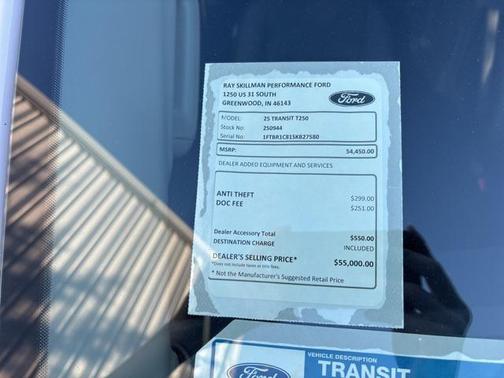 RAY SKILLMAN PERFORMANCE FORD
1250 US 31 SOUTH
GREENWOOD, IN 46143
Ford
MODEL: 25 TRANSIT T250
Stock No: 250944
Serial No: 1FTBR1C81SKB27580
MSRP: 54,450.00
DEALER ADDED EQUIPMENT AND SERVICES
ANTI THEFT $299.00
DOC FEE $251.00
Dealer Accessory Total $550.00
DESTINATION CHARGE INCLUDED
DEALER'S SELLING PRICE* $55,000.00
*Does not include taxes or title fees.
* Not the Manufacturer's Suggested Retail Price
VEHICLE DESCRIPTION
Ford TRANSIT